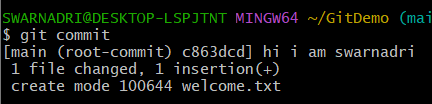 SWARNADRI@DESKTOP-LSPJTNT MINGW64 ~/GitDemo (mai
$ git commit
[main (root-commit) c863dcd] hi i am swarnadri
 1 file changed, 1 insertion(+)
 create mode 100644 welcome.txt